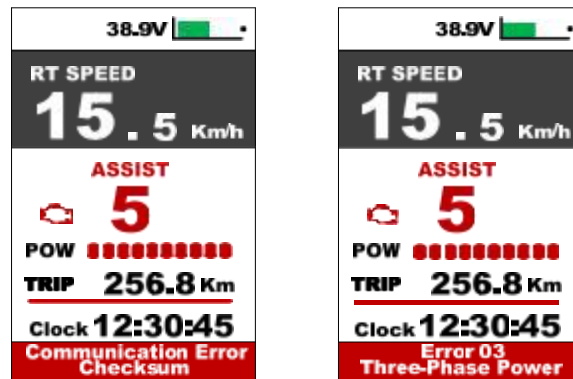 38.9V
RT SPEED
15.5 Km/h
ASSIST
5
POW
TRIP 256.8 Km
Clock 12:30:45
Communication Error
Checksum
38.9V
RT SPEED
15.5 Km/h
ASSIST
5
POW
TRIP 256.8 Km
Clock 12:30:45
Error 03
Three-Phase Power